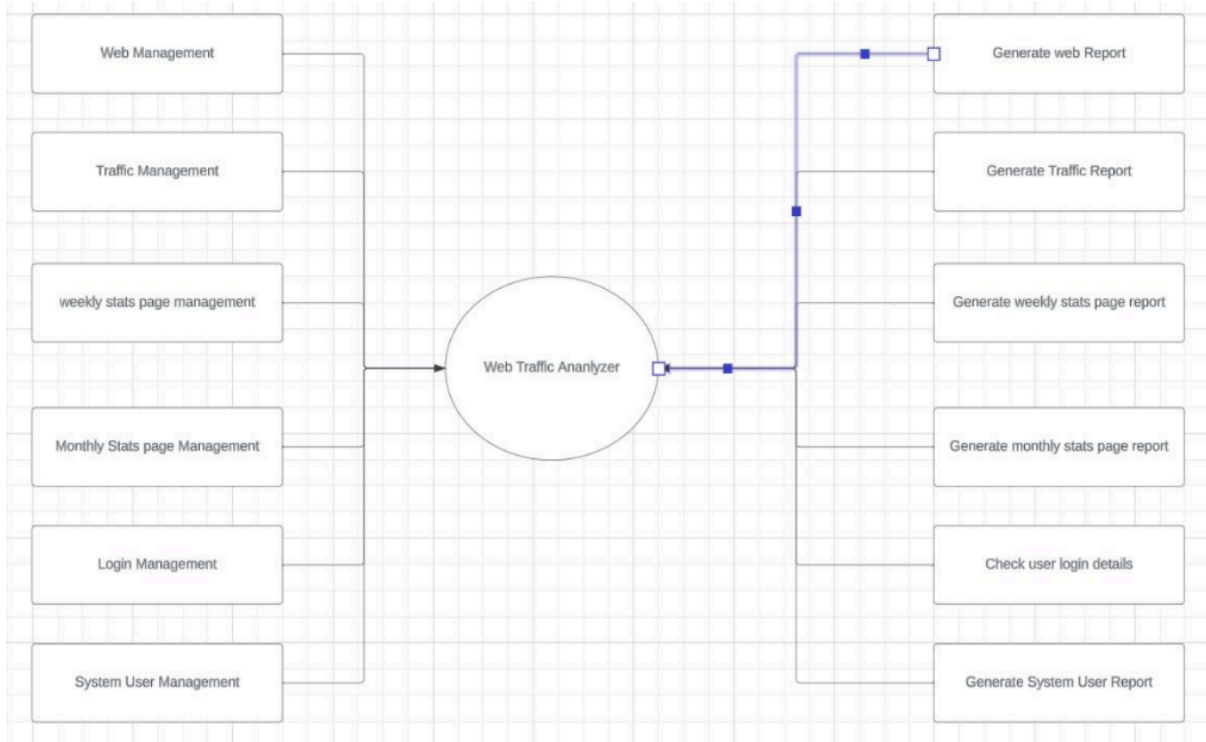 Web Management
Generate web Report
Traffic Management
Generate Traffic Report
weekly stats page management
Generate weekly stats page report
Web Traffic Ananlyzer
Monthly Stats page Management
Generate monthly stats page report
Login Management
Check user login details
System User Management
Generate System User Report